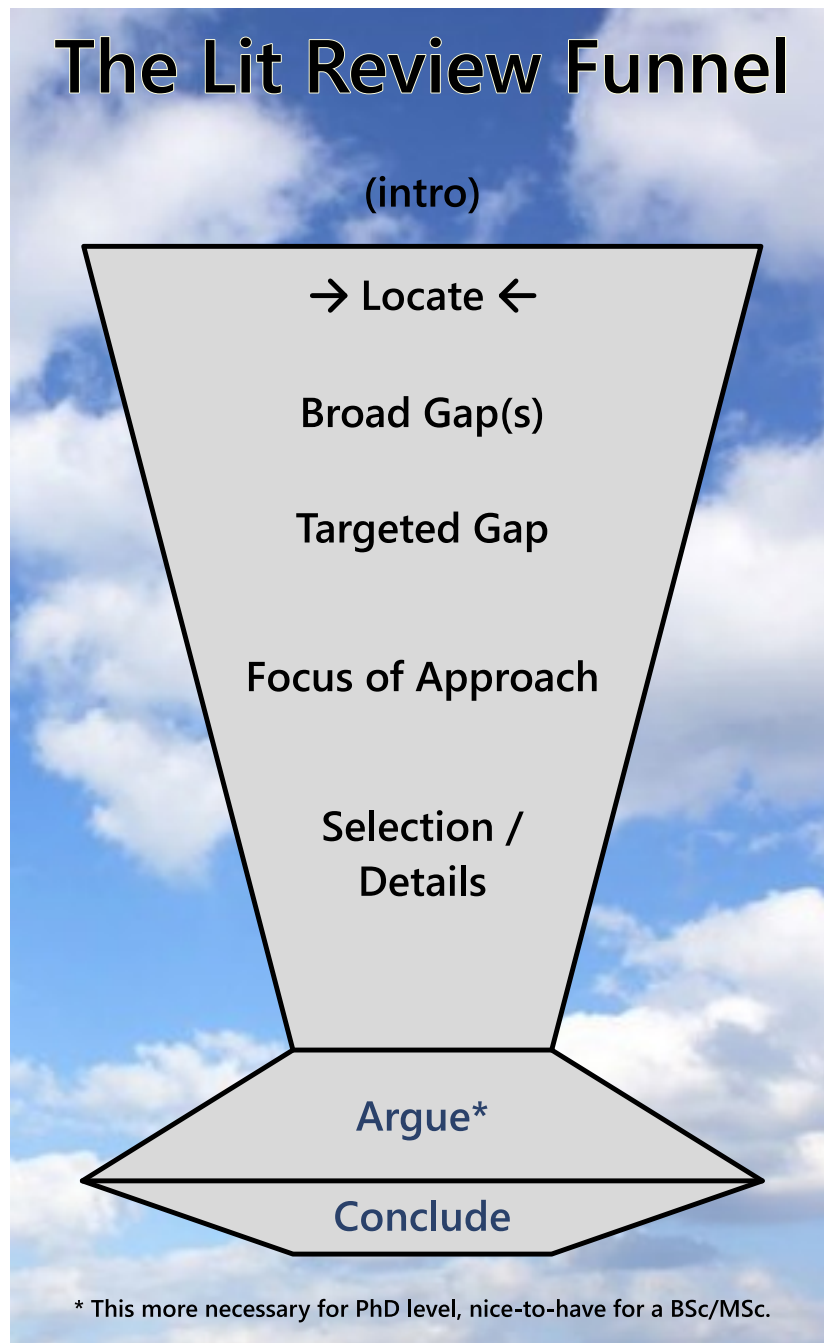 The Lit Review Funnel
(intro)
→ Locate ←
Broad Gap(s)
Targeted Gap
Focus of Approach
Selection /
Details
Argue*
Conclude
* This more necessary for PhD level, nice-to-have for a BSc/MSc.